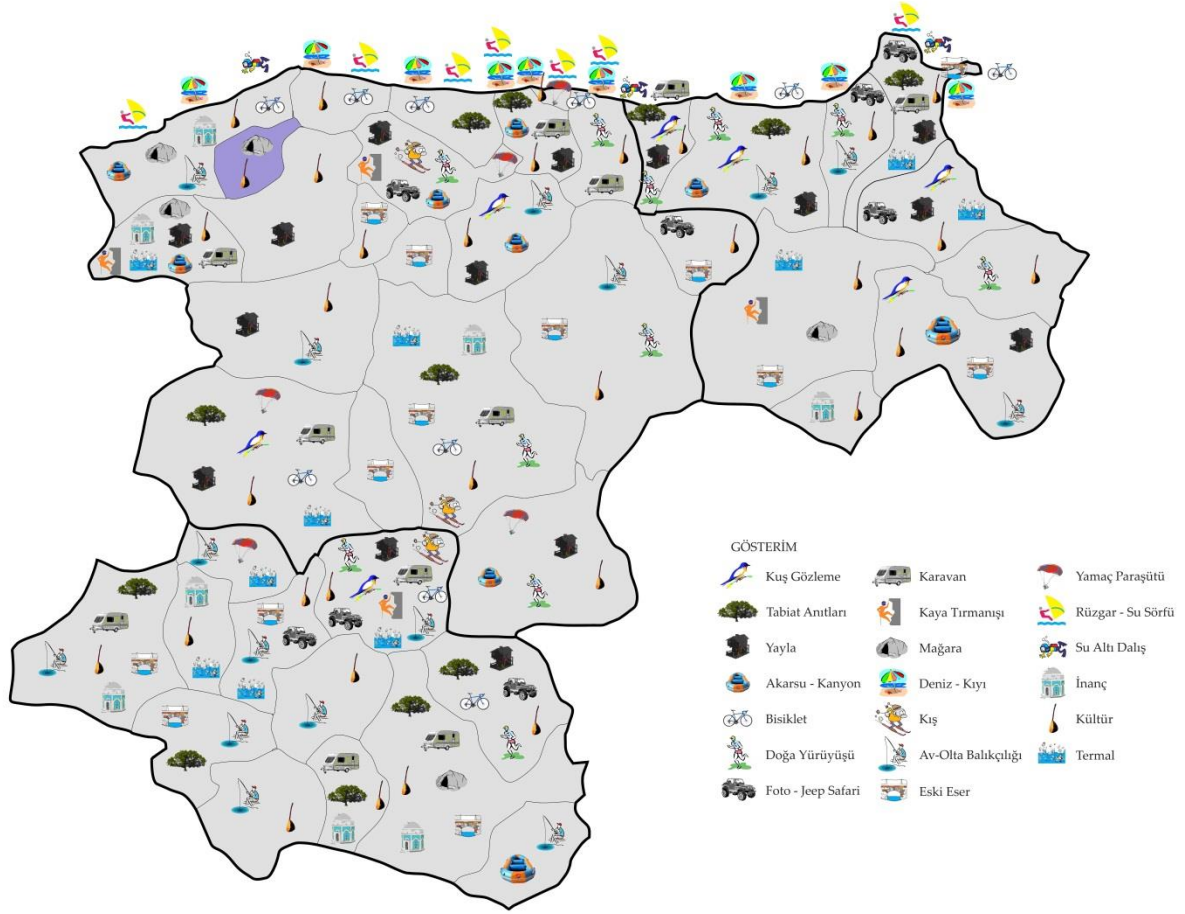 GÖSTERİM
Kuş Gözleme
Tabiat Anıtları
Yayla
Akarsu - Kanyon
Bisiklet
Doğa Yürüyüşü
Foto - Jeep Safari
Karavan
Kaya Tırmanışı
Mağara
Deniz - Kıyı
Kış
Av-Olta Balıkçılığı
Eski Eser
Yamaç Paraşütü
Rüzgar - Su Sörfü
Su Altı Dalış
İnanç
Kültür
Termal